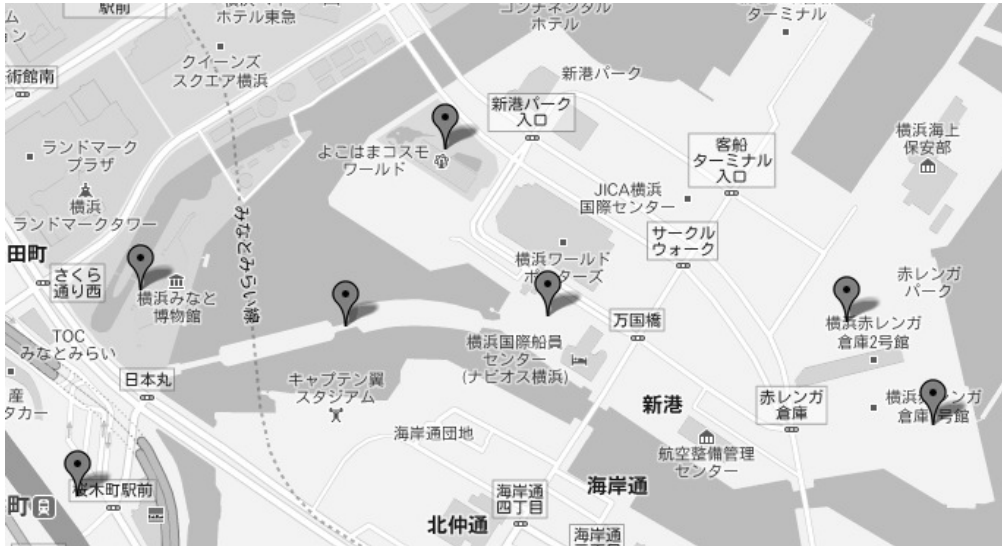 駅前
ホテル東急
ホテル
ターミナル
クイーンズ
スクエア横浜
術館南
新港パーク
新港パーク
入口
ランドマーク
プラザ
よこはまコスモ
ワールド
客船
ターミナル
入口
横浜海上
保安部
横浜
ランドマークタワー
JICA横浜
国際センター
みなとみらい線
サークル
ウォーク
田町
さくら
通り西
横浜みなと
博物館
横浜ワールド
ポーターズ
赤レンガ
パーク
TOC
みなとみらい
横浜国際船員
センター
(ナビオス横浜)
万国橋
横浜赤レンガ
倉庫2号館
日本丸
キャプテン翼
スタジアム
産
タカー
新港
赤レンガ
倉庫
横浜赤レンガ
倉庫1号館
海岸通団地
航空整備管理
センター
桜木町駅前
町
海岸通
四丁目
海岸通
北仲通
海岸通